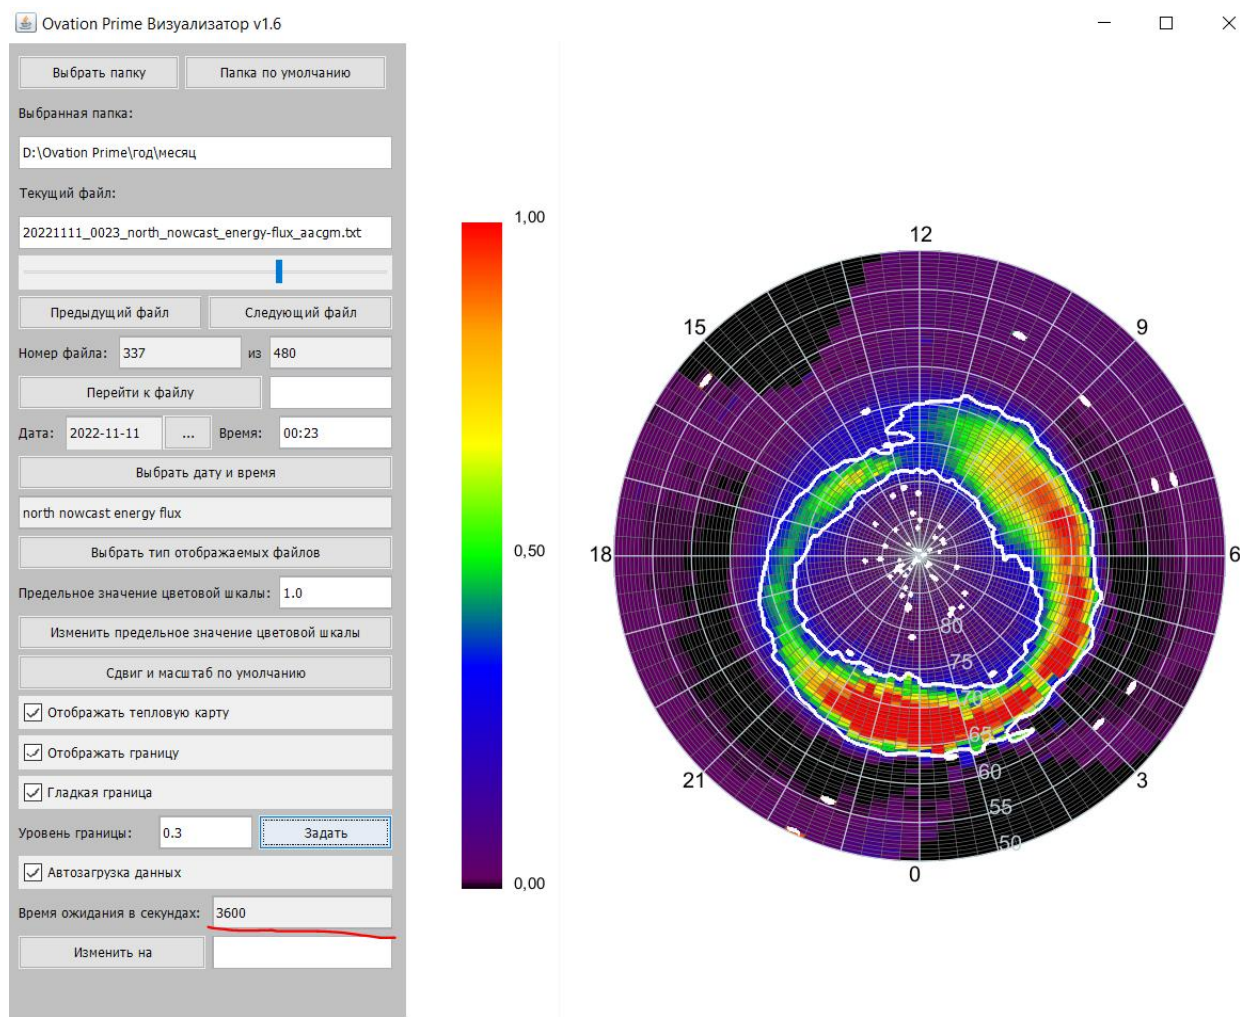 Ovation Prime Визуализатор v1.6
Выбрать папку
Папка по умолчанию
Выбранная папка:
D:\Ovation Prime\год\месяц
Текущий файл:
20221111_0023_north_nowcast_energy-flux_aacgm.txt
Предыдущий файл
Следующий файл
Номер файла: 337 из 480
Перейти к файлу
Дата: 2022-11-11 ... Время: 00:23
Выбрать дату и время
north nowcast energy flux
Выбрать тип отображаемых файлов
Предельное значение цветовой шкалы: 1.0
Изменить предельное значение цветовой шкалы
Сдвиг и масштаб по умолчанию
Отображать тепловую карту
Отображать границу
Гладкая граница
Уровень границы: 0.3 Задать
Автозагрузка данных
Время ожидания в секундах: 3600
Изменить на
1,00
0,50
0,00
12
15
9
18
6
80
75
70
65
60
55
50
21
3
0